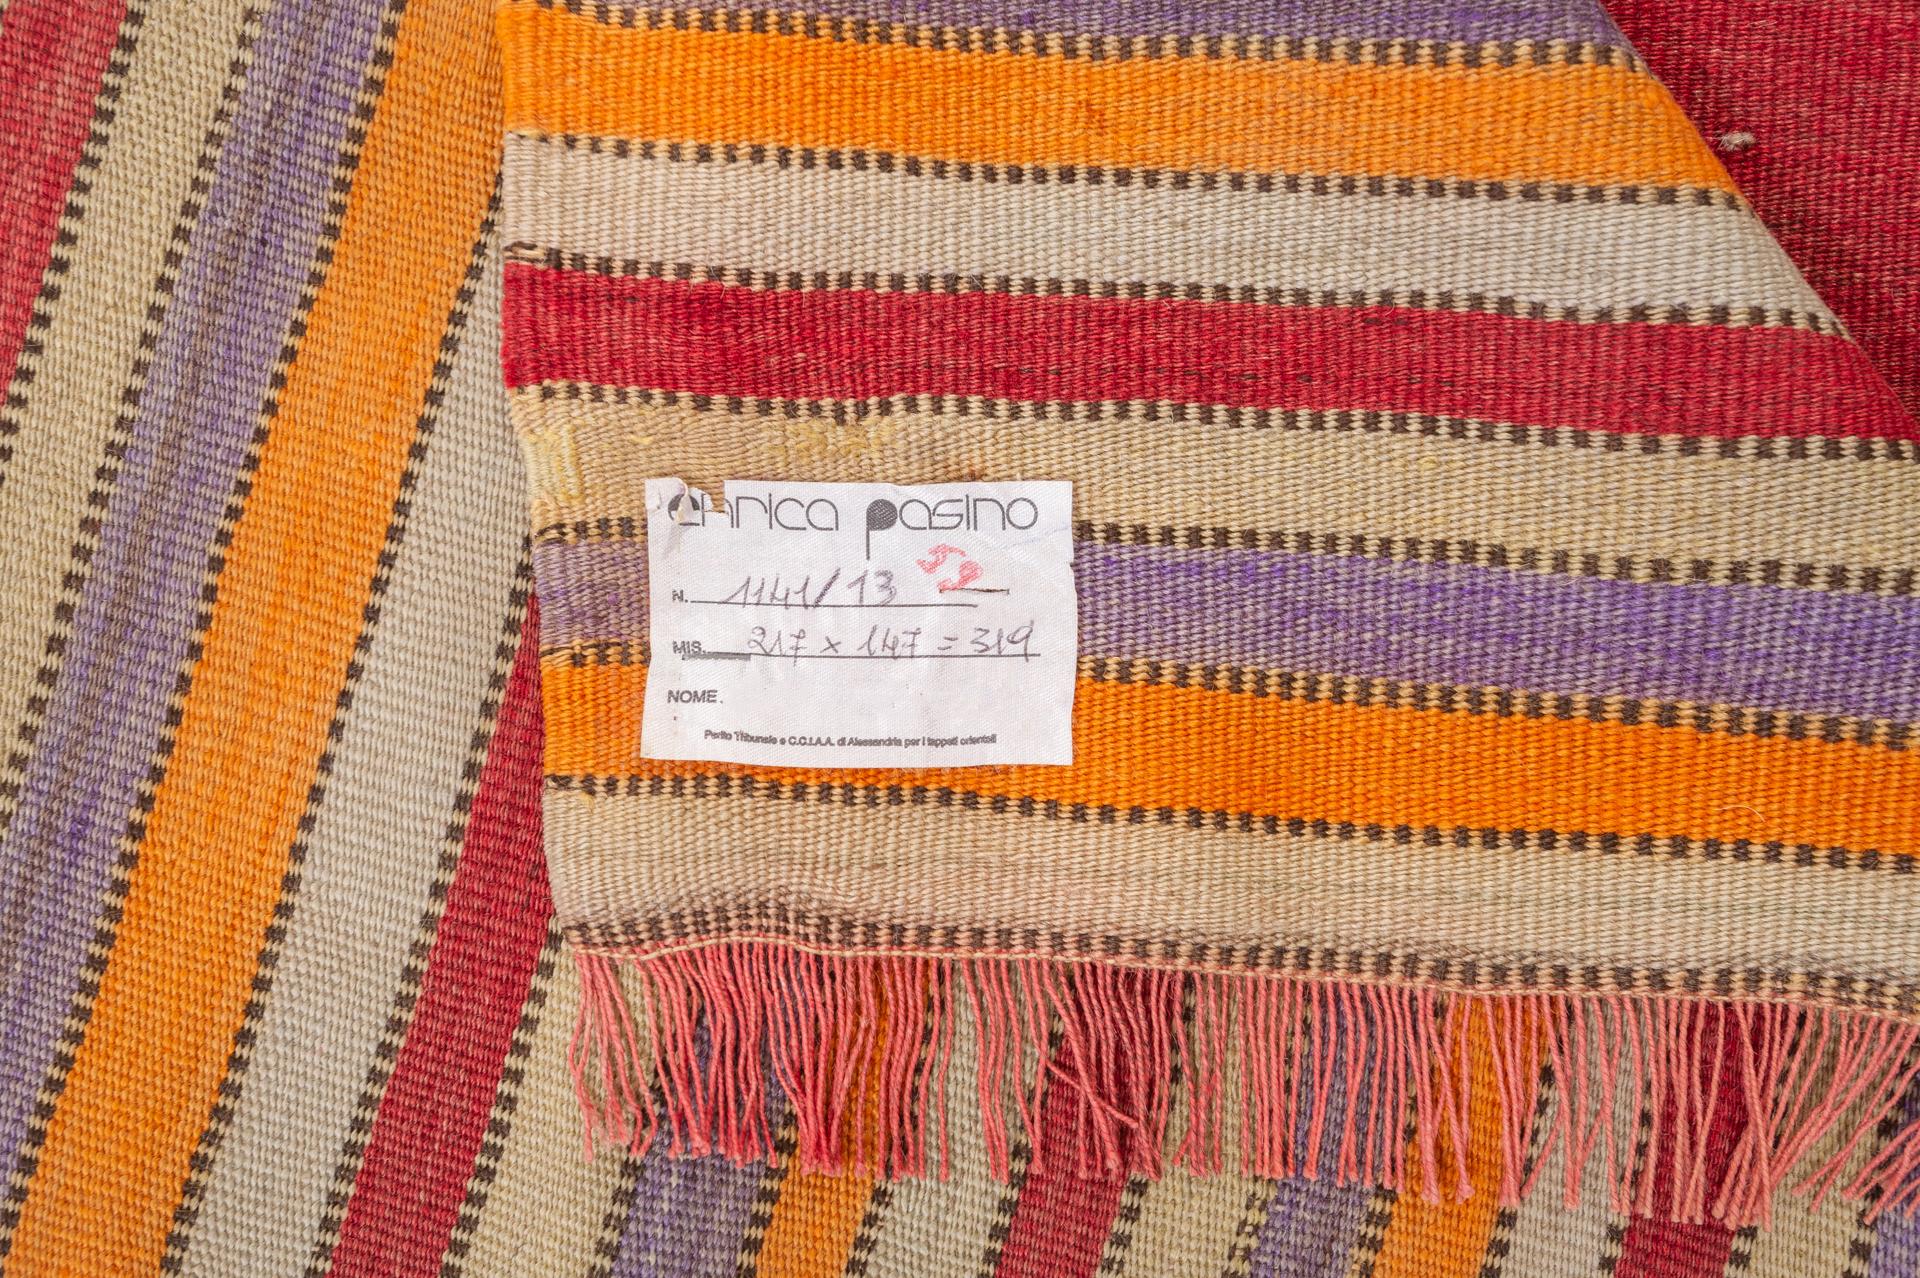 enrica pasino
N. 1141/13 52
MIS. 217 x 147 = 319
NOME.
Perito Tribunale e C.C.I.A.A. di Alessandria per i tappeti orientali